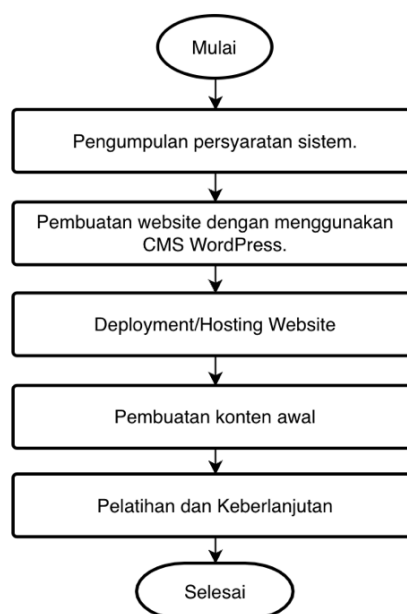 Mulai
Pengumpulan persyaratan sistem.
Pembuatan website dengan menggunakan
CMS WordPress.
Deployment/Hosting Website
Pembuatan konten awal
Pelatihan dan Keberlanjutan
Selesai